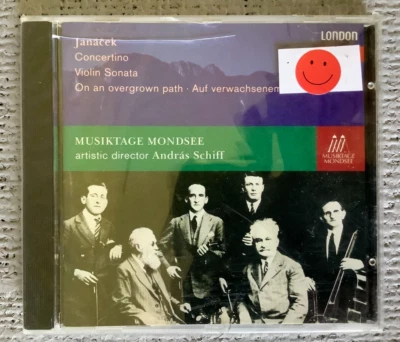 Janáček
LONDON
Concertino
Violin Sonata
On an overgrown path · Auf verwachsenem
MUSIKTAGE MONDSEE
artistic director András Schiff
MUSIKTAGE
MONDSEE